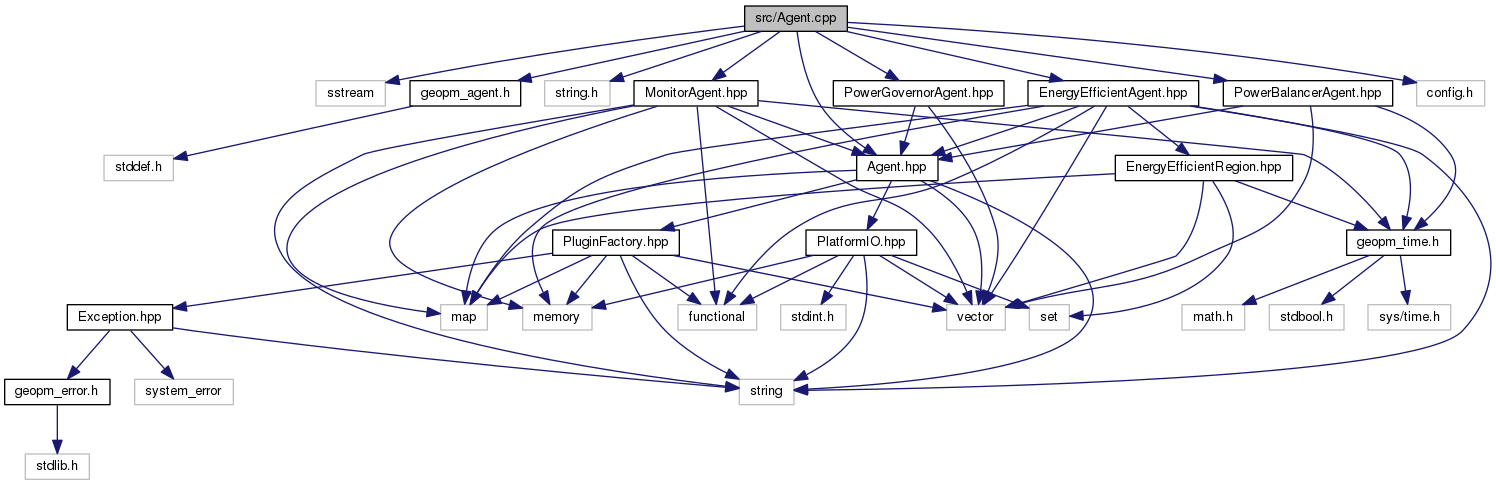 src/Agent.cpp
sstream
geopm_agent.h
string.h
MonitorAgent.hpp
PowerGovernorAgent.hpp
EnergyEfficientAgent.hpp
PowerBalancerAgent.hpp
config.h
stddef.h
Agent.hpp
EnergyEfficientRegion.hpp
PluginFactory.hpp
PlatformIO.hpp
geopm_time.h
Exception.hpp
map
memory
functional
stdint.h
vector
set
math.h
stdbool.h
sys/time.h
geopm_error.h
system_error
string
stdlib.h